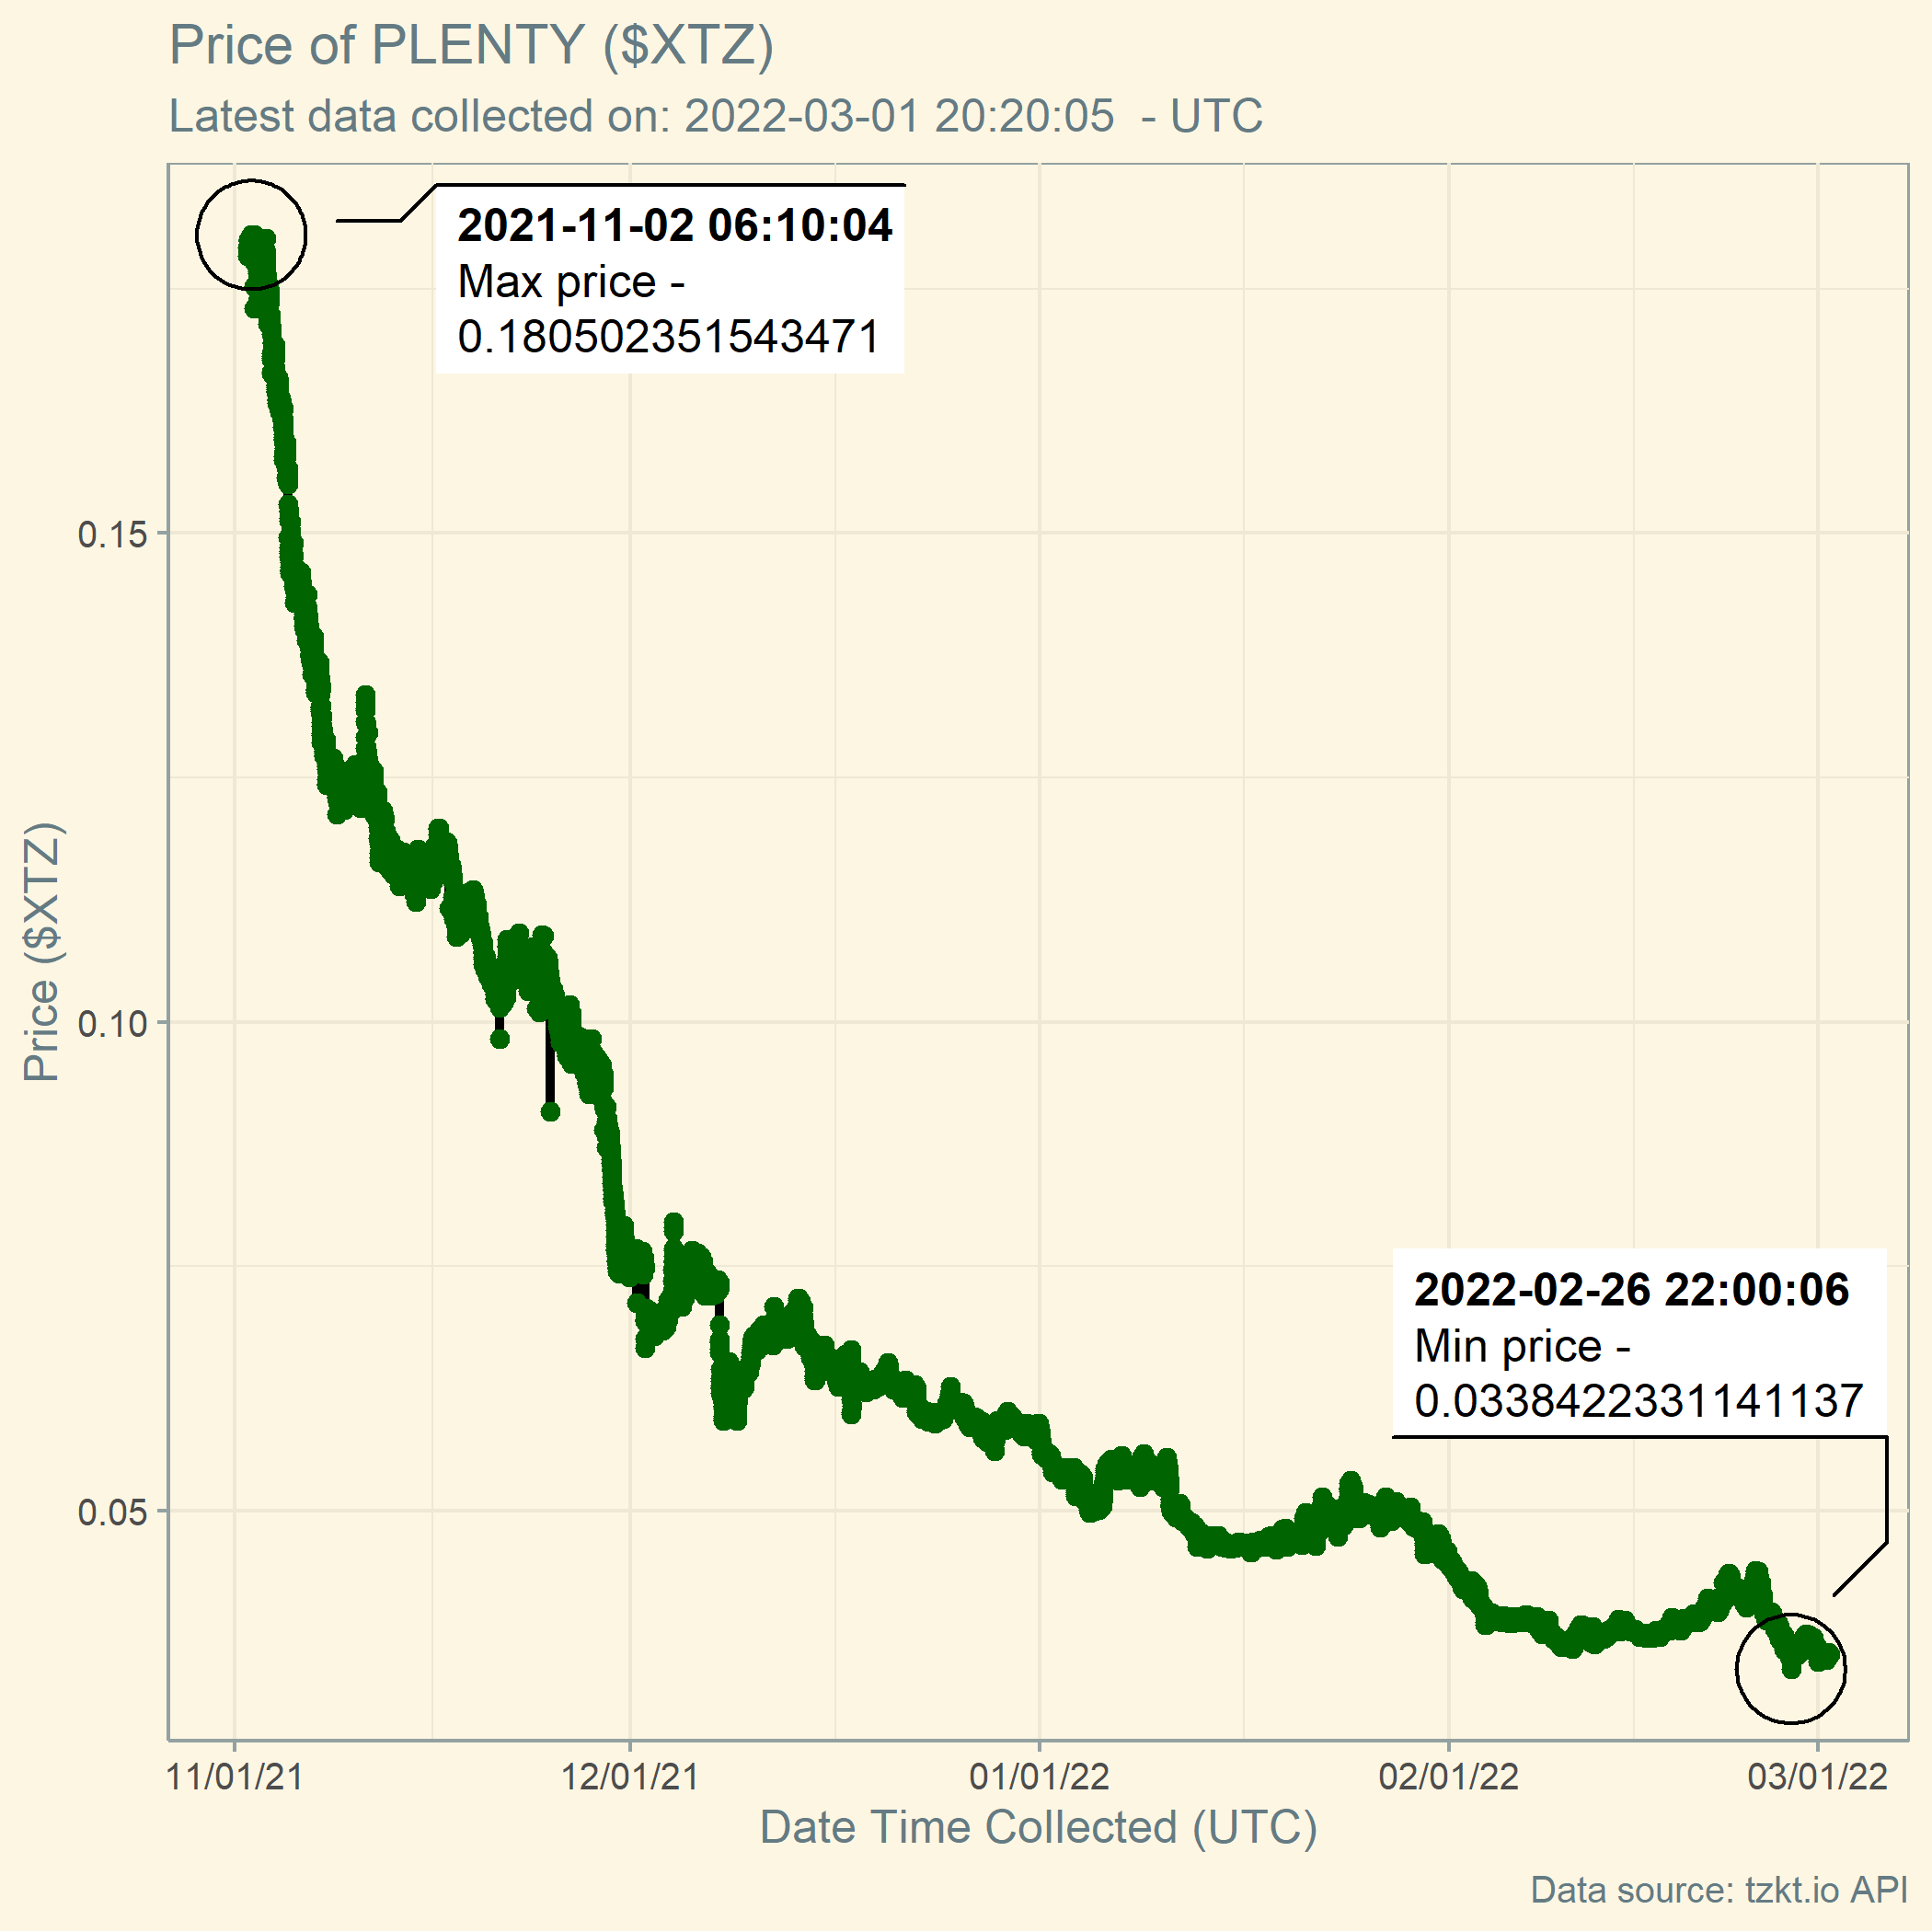 Price of PLENTY ($XTZ)
Latest data collected on: 2022-03-01 20:20:05  - UTC
2021-11-02 06:10:04
Max price -
0.180502351543471
0.15
0.10
0.05
Price ($XTZ)
2022-02-26 22:00:06
Min price -
0.0338422331141137
11/01/21
12/01/21
01/01/22
02/01/22
03/01/22
Date Time Collected (UTC)
Data source: tzkt.io API